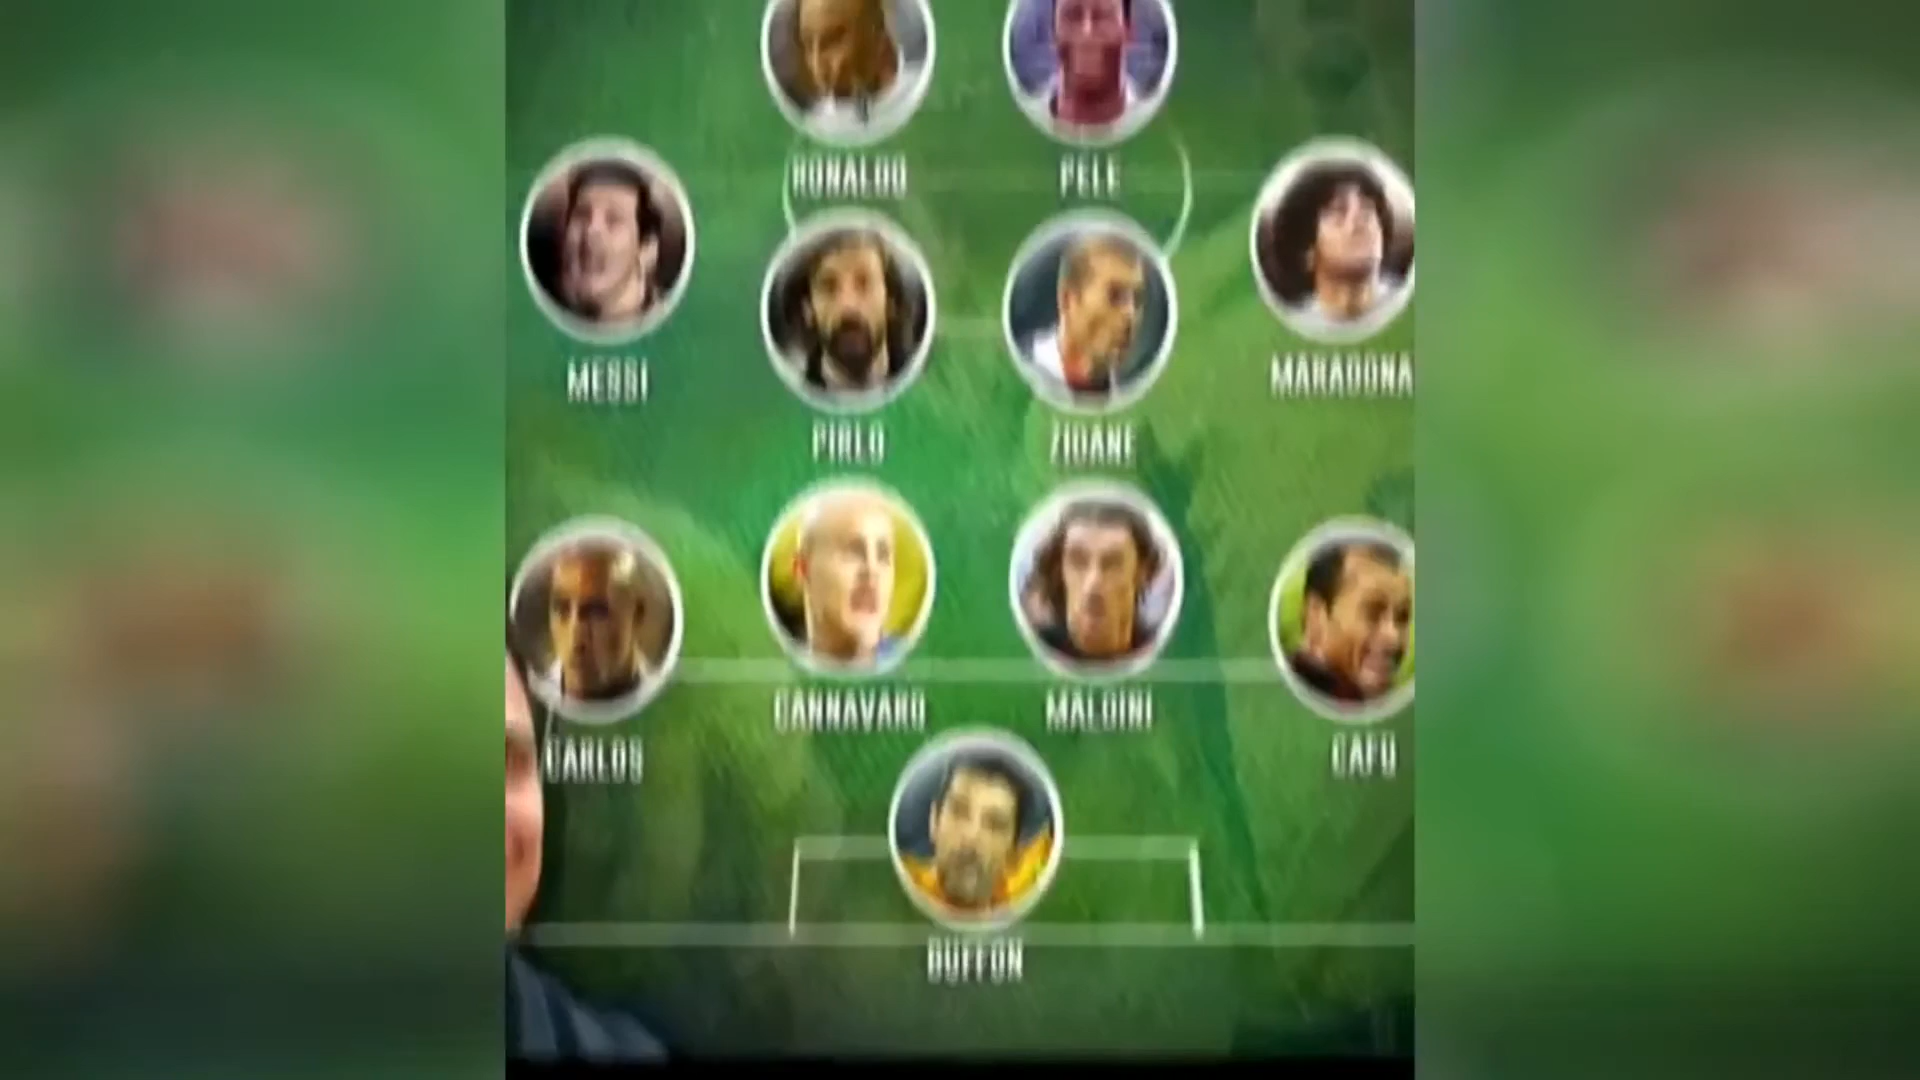 RONALDO
PELE
MESSI
MARADONA
PIRLO
ZIDANE
CANNAVARO
MALDINI
CARLOS
CAFU
BUFFON